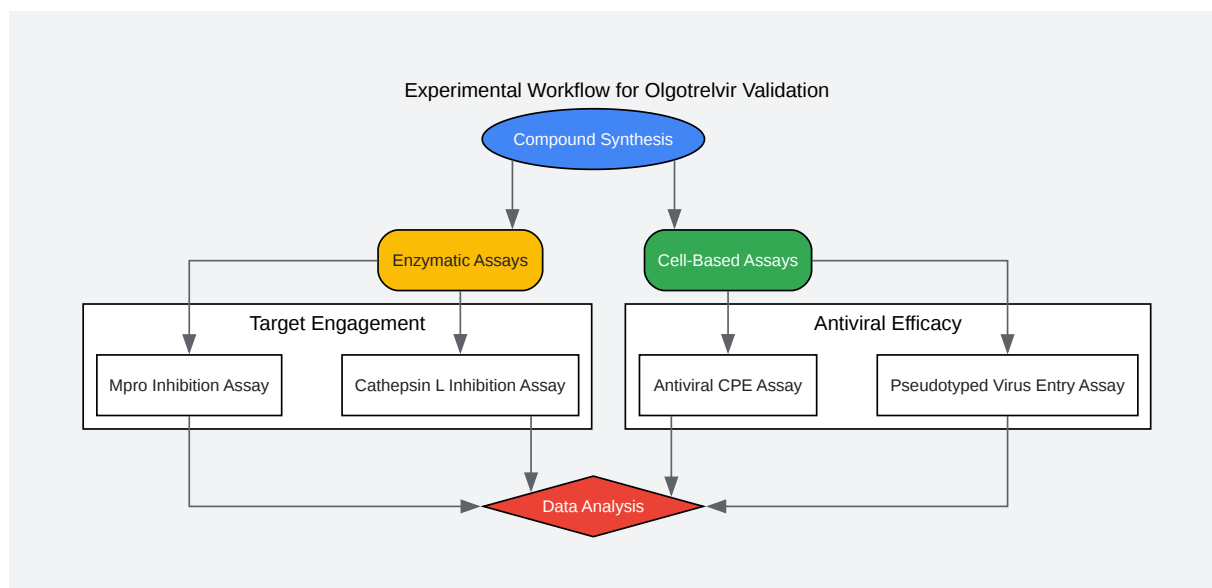 Experimental Workflow for Olgotrelvir Validation
Compound Synthesis
Enzymatic Assays
Cell-Based Assays
Target Engagement
Antiviral Efficacy
Mpro Inhibition Assay
Cathepsin L Inhibition Assay
Antiviral CPE Assay
Pseudotyped Virus Entry Assay
Data Analysis